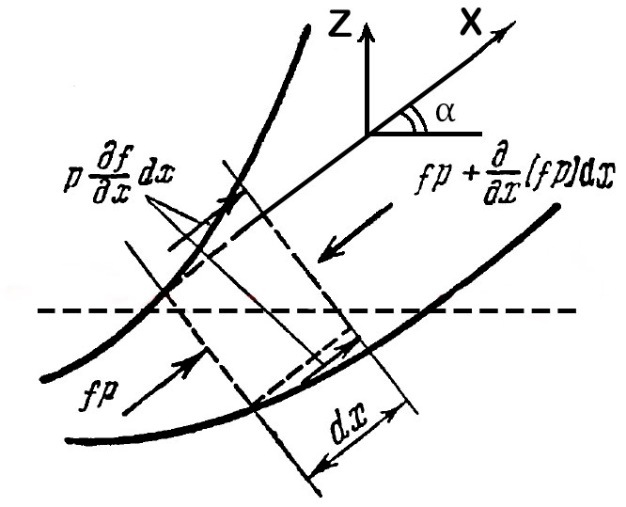 Z
X
α
p ∂f/∂x dx
fp + ∂/∂x [fp]dx
fp
dx